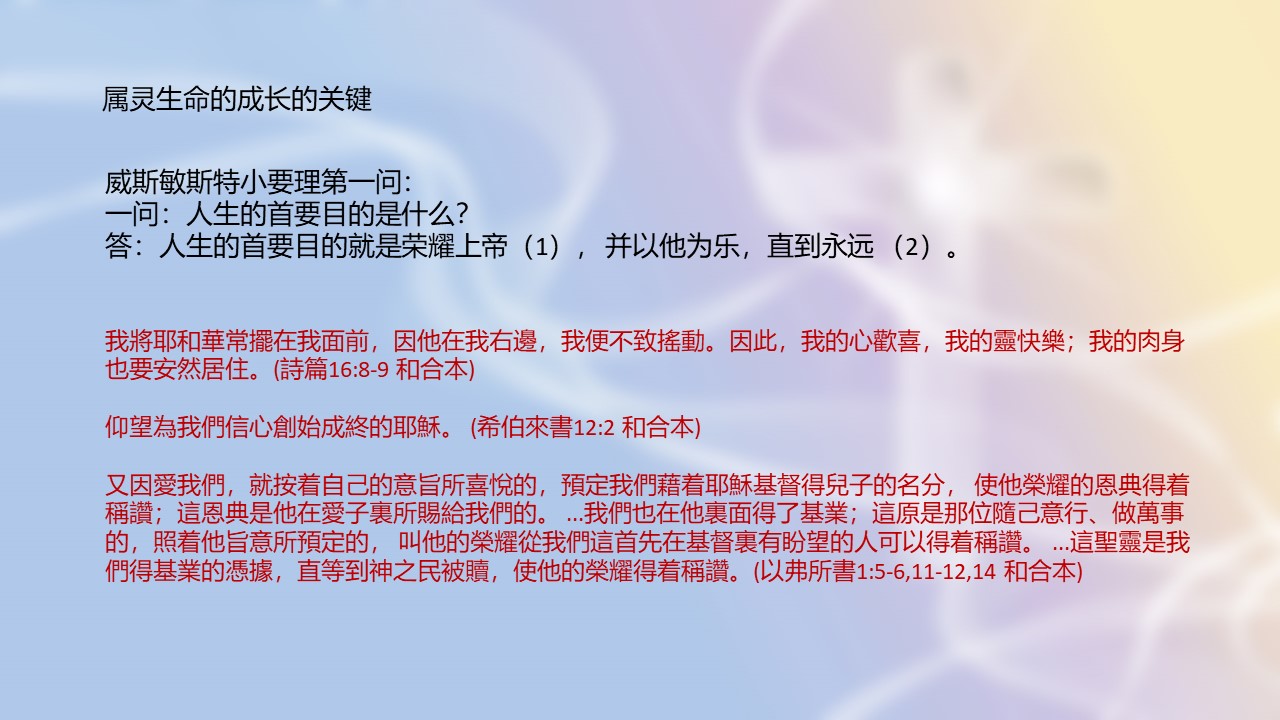 属灵生命的成长的关键
威斯敏斯特小要理第一问：
一问：人生的首要目的是什么？
答：人生的首要目的就是荣耀上帝（1）， 并以他为乐，直到永远 （2）。
我將耶和華常擺在我面前，因他在我右邊，我便不致搖動。因此，我的心歡喜，我的靈快樂；我的肉身
也要安然居住。(詩篇16:8-9 和合本)
仰望為我們信心創始成終的耶穌。 (希伯來書12:2 和合本)
又因愛我們，就按着自己的意旨所喜悅的，預定我們藉着耶穌基督得兒子的名分， 使他榮耀的恩典得着
稱讚；這恩典是他在愛子裏所賜給我們的。 …我們也在他裏面得了基業；這原是那位隨己意行、做萬事
的，照着他旨意所預定的， 叫他的榮耀從我們這首先在基督裏有盼望的人可以得着稱讚。 …這聖靈是我
們得基業的憑據，直等到神之民被贖，使他的榮耀得着稱讚。(以弗所書1:5-6,11-12,14 和合本)